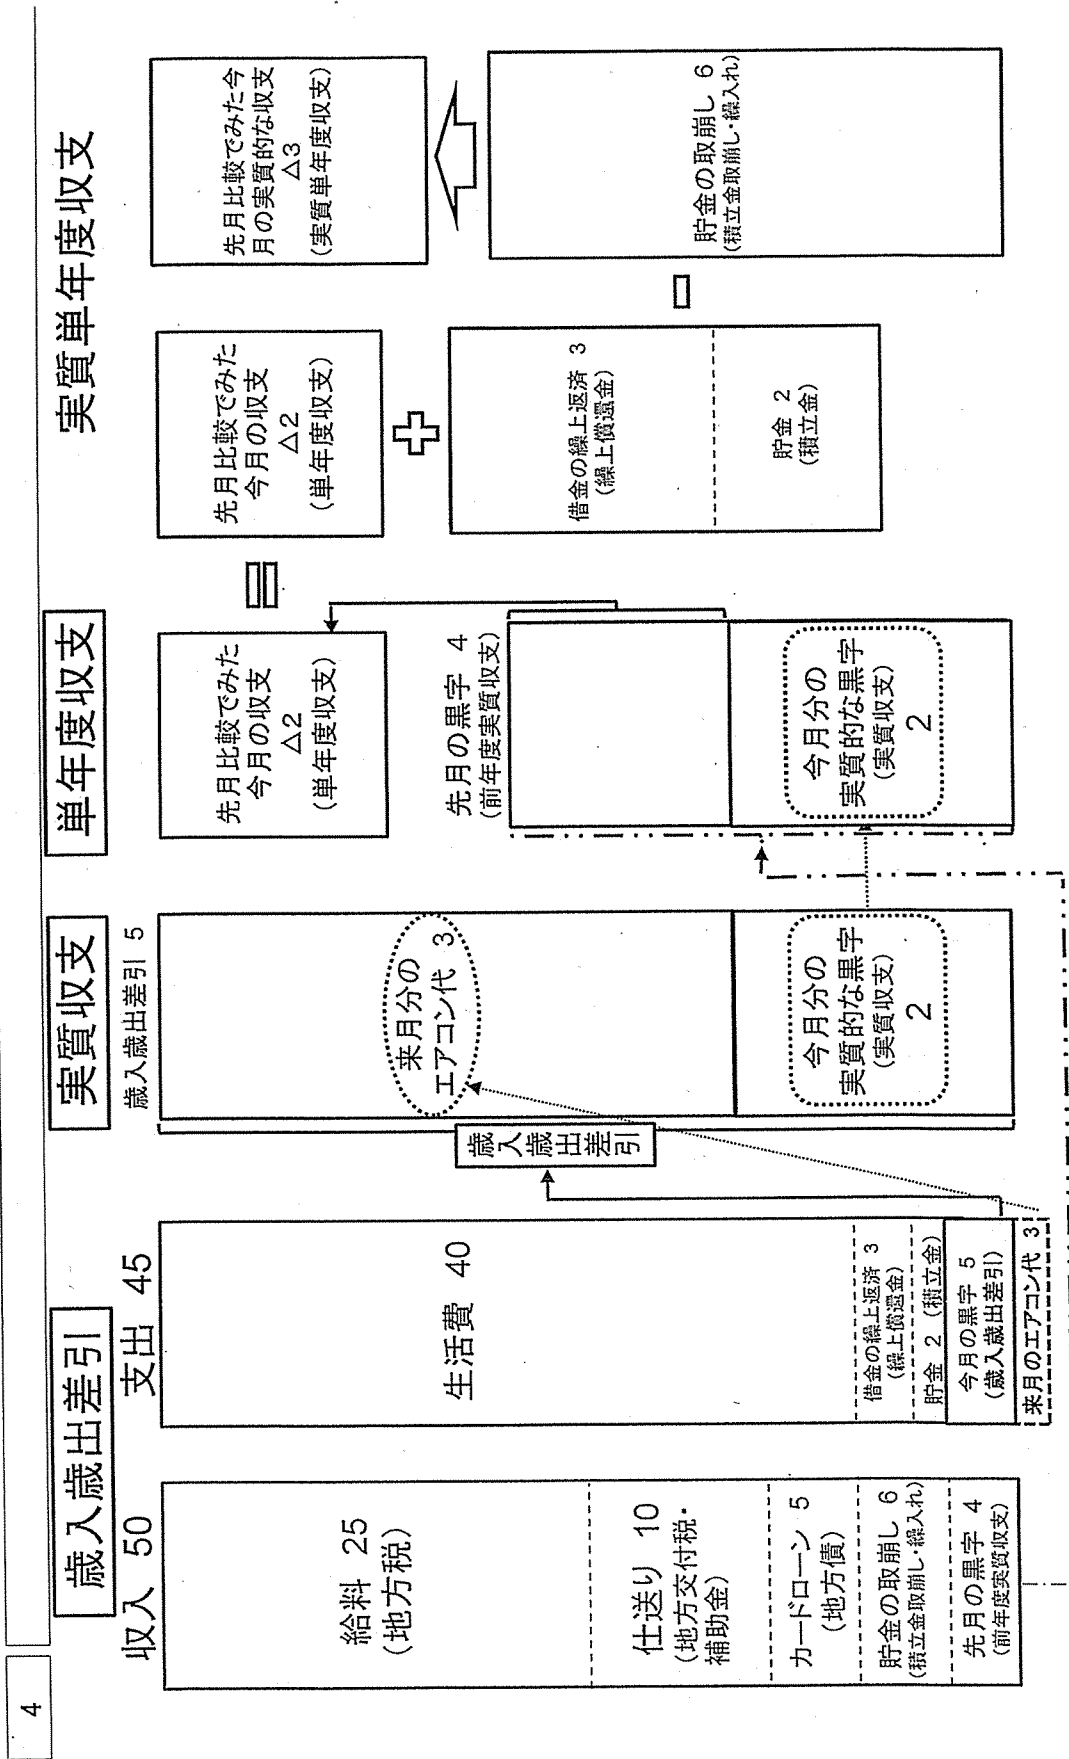 4
歳入歳出差引
収入 50
給料 25
(地方税)
仕送り 10
(地方交付税・
補助金)
カードローン 5
(地方債)
貯金の取崩し 6
(積立金取崩し・繰入れ)
先月の黒字 4
(前年度実質収支)
支出 45
生活費 40
借金の繰上返済 3
(繰上償還金)
貯金 2 (積立金)
今月の黒字 5
(歳入歳出差引)
来月のエアコン代 3
歳入歳出差引
実質収支
歳入歳出差引 5
来月分の
エアコン代 3
今月分の
実質的な黒字
(実質収支)
2
単年度収支
先月比較でみた
今月の収支
△2
(単年度収支)
先月の黒字 4
(前年度実質収支)
今月分の
実質的な黒字
(実質収支)
2
実質単年度収支
先月比較でみた
今月の収支
△2
(単年度収支)
借金の繰上返済 3
(繰上償還金)
貯金 2
(積立金)
先月比較でみた今
月の実質的な収支
△3
(実質単年度収支)
貯金の取崩し 6
(積立金取崩し・繰入れ)